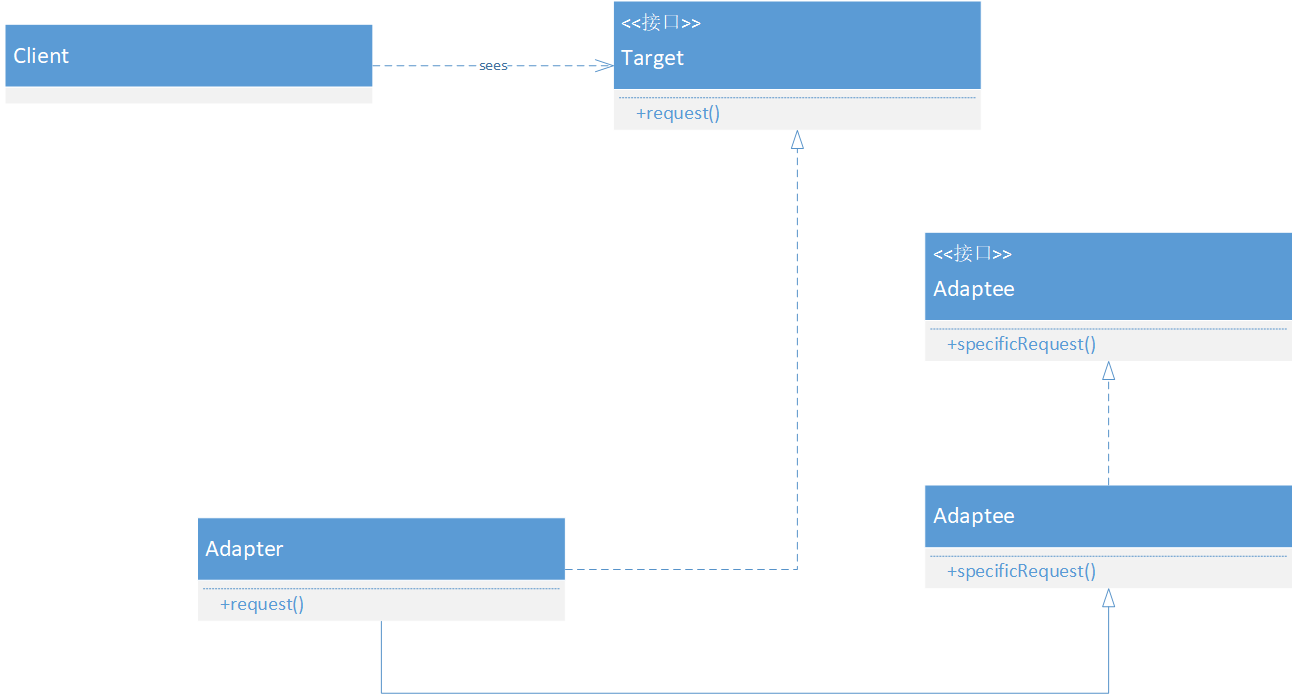 Client
sees
<<接口>>
Target
+request()
<<接口>>
Adaptee
+specificRequest()
Adaptee
+specificRequest()
Adapter
+request()